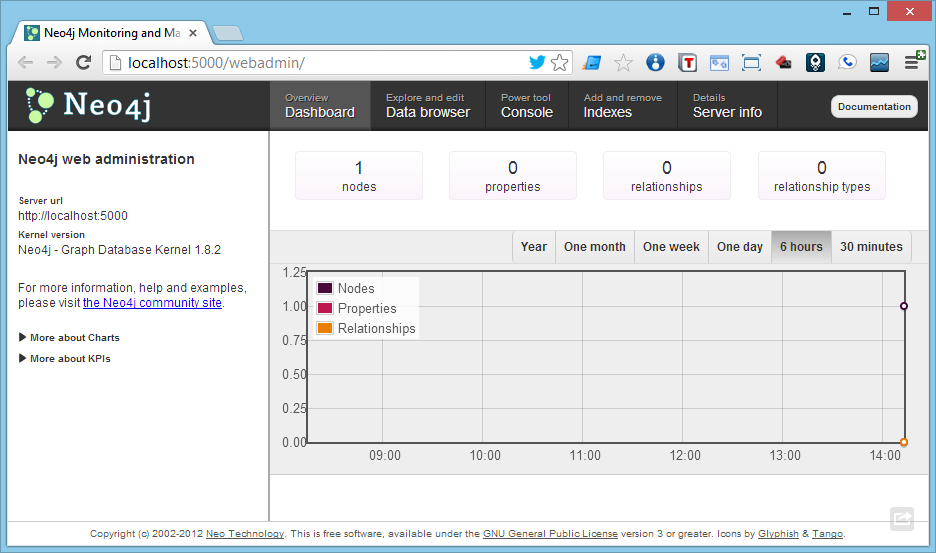 Neo4j Monitoring and Ma
localhost:5000/webadmin/
Neo4j
Overview
Dashboard
Explore and edit
Data browser
Power tool
Console
Add and remove
Indexes
Details
Server info
Documentation
Neo4j web administration
Server url
http://localhost:5000
Kernel version
Neo4j - Graph Database Kernel 1.8.2
For more information, help and examples,
please visit the Neo4j community site.
More about Charts
More about KPIs
1
nodes
0
properties
0
relationships
0
relationship types
Year
One month
One week
One day
6 hours
30 minutes
1.25
1.00
0.75
0.50
0.25
0.00
Nodes
Properties
Relationships
09:00
10:00
11:00
12:00
13:00
14:00
Copyright (c) 2002-2012 Neo Technology. This is free software, available under the GNU General Public License version 3 or greater. Icons by Glyphish & Tango.